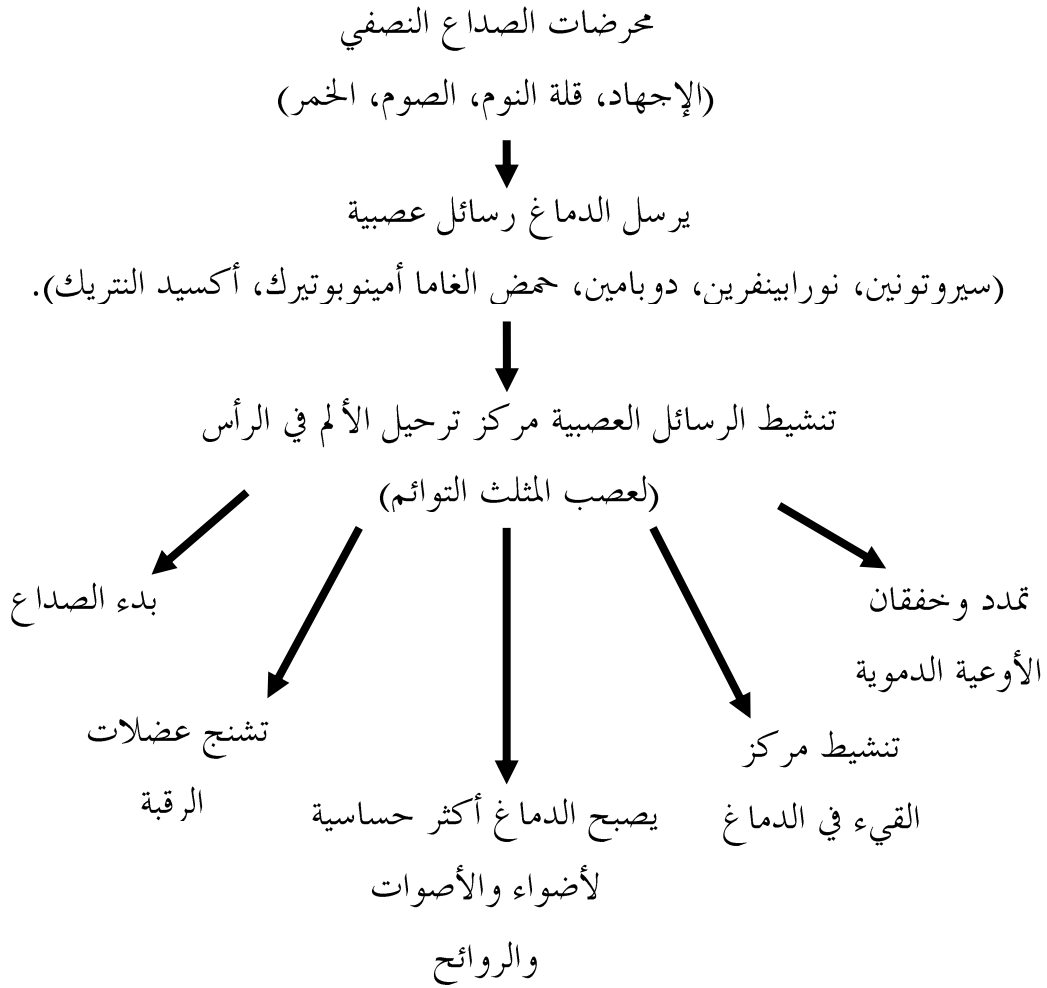 محرضات الصداع النصفي
(الإجهاد، قلة النوم، الصوم، الخمر)
يرسل الدماغ رسائل عصبية
(سيروتونين، نورابينفرين، دوبامين، حمض الغاما أمينوبوتيرك، أكسيد النتريك).
تنشيط الرسائل العصبية مركز ترحيل الألم في الرأس
(لعصب المثلث التوائم)
تمدد وخفقان
الأوعية الدموية
تنشيط مركز
القيء في الدماغ
يصبح الدماغ أكثر حساسية
لأضواء والأصوات
والروائح
تشنج عضلات
الرقبة
بدء الصداع